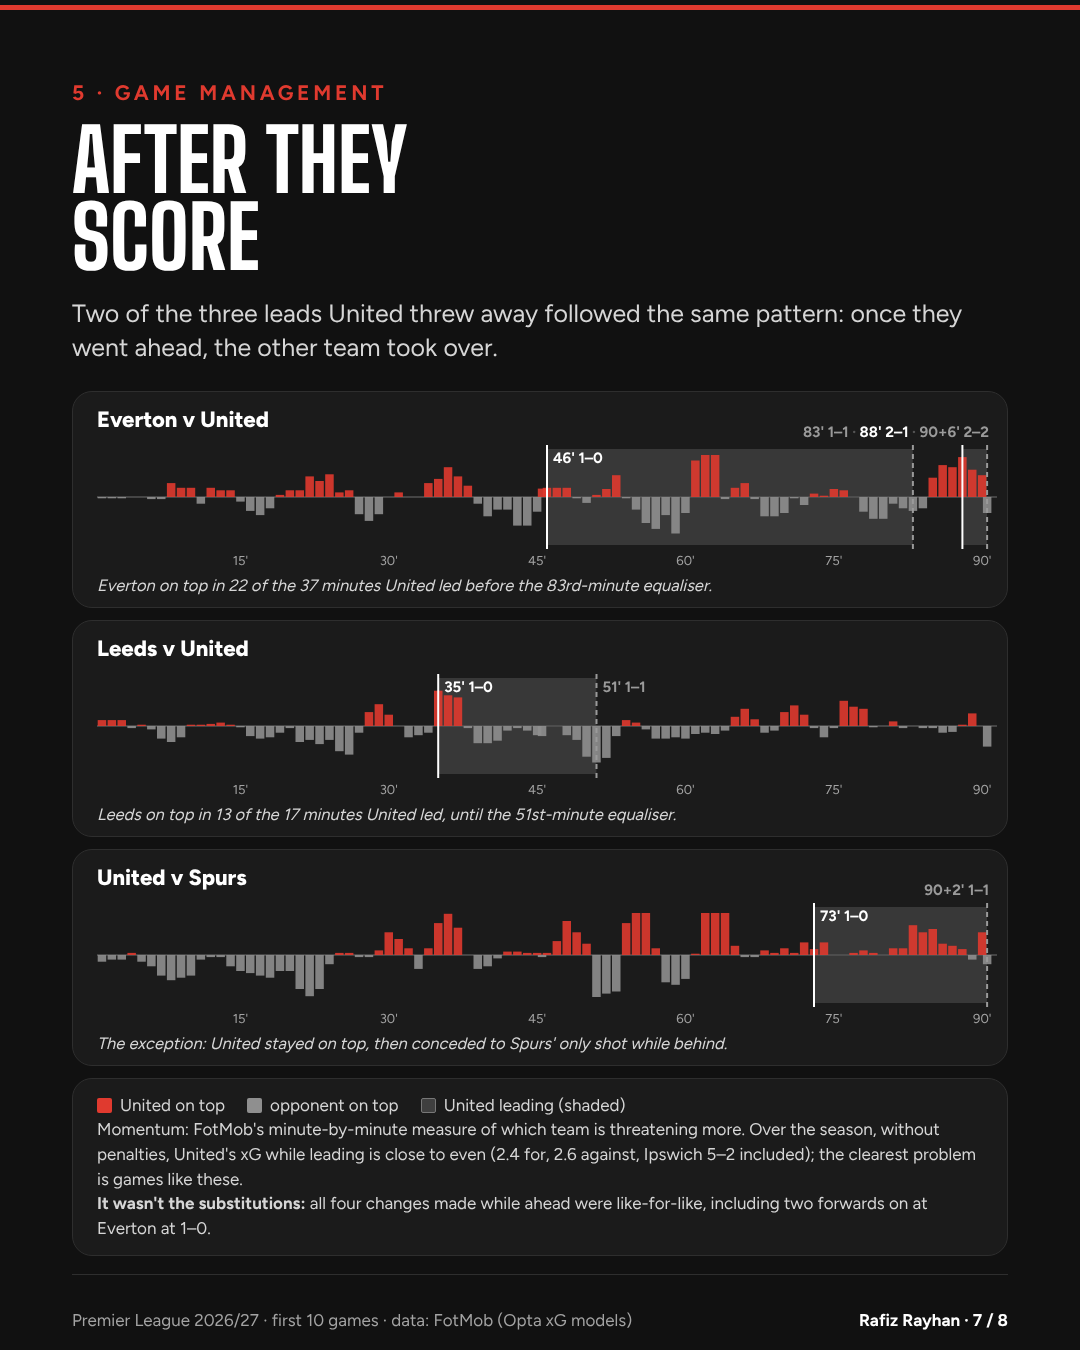 5 · GAME MANAGEMENT
AFTER THEY
SCORE
Two of the three leads United threw away followed the same pattern: once they
went ahead, the other team took over.
Everton v United
83' 1–1 · 88' 2–1 · 90+6' 2–2
46' 1–0
15' 30' 45' 60' 75' 90'
Everton on top in 22 of the 37 minutes United led before the 83rd-minute equaliser.
Leeds v United
35' 1–0 51' 1–1
15' 30' 45' 60' 75' 90'
Leeds on top in 13 of the 17 minutes United led, until the 51st-minute equaliser.
United v Spurs
90+2' 1–1
73' 1–0
15' 30' 45' 60' 75' 90'
The exception: United stayed on top, then conceded to Spurs' only shot while behind.
United on top opponent on top United leading (shaded)
Momentum: FotMob's minute-by-minute measure of which team is threatening more. Over the season, without
penalties, United's xG while leading is close to even (2.4 for, 2.6 against, Ipswich 5–2 included); the clearest problem
is games like these.
It wasn't the substitutions: all four changes made while ahead were like-for-like, including two forwards on at
Everton at 1–0.
Premier League 2026/27 · first 10 games · data: FotMob (Opta xG models)
Rafiz Rayhan · 7 / 8